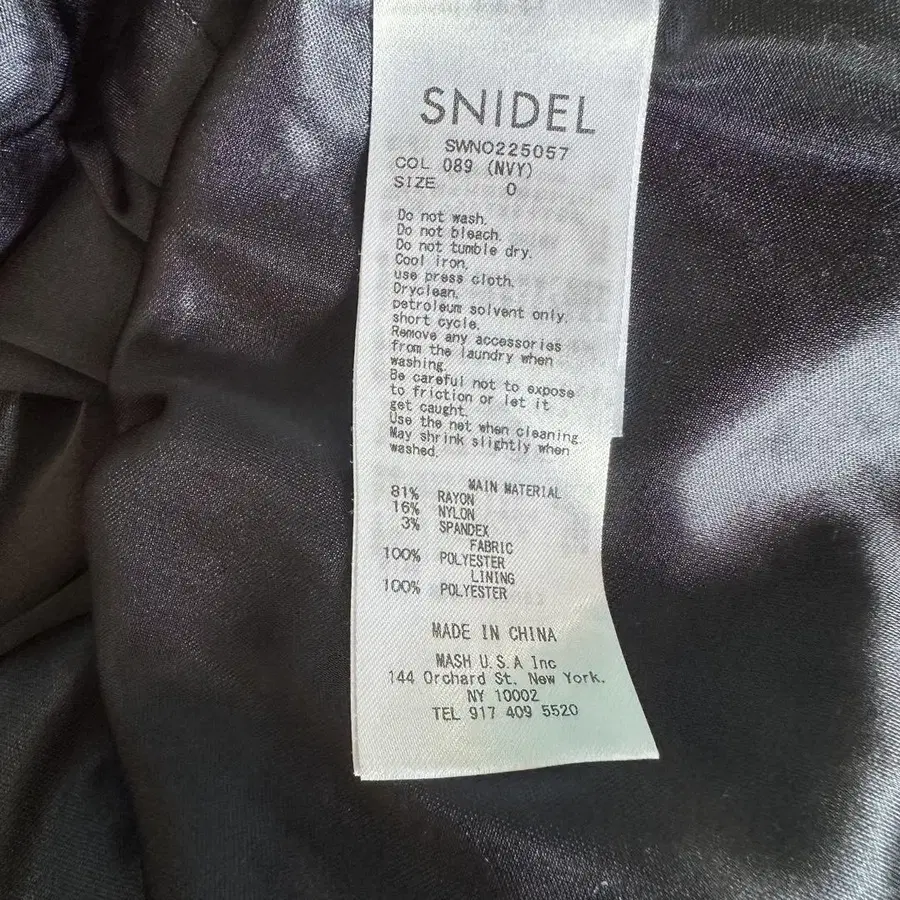 SNIDEL
SWNO225057
COL 089 (NVY)
SIZE 0
Do not wash.
Do not bleach.
Do not tumble dry.
Cool iron.
use press cloth.
Dryclean.
petroleum solvent only.
short cycle.
Remove any accessories
from the laundry when
washing.
Be careful not to expose
to friction or let it
get caught.
Use the net when cleaning
May shrink slightly when
washed.
MAIN MATERIAL
81% RAYON
16% NYLON
3% SPANDEX
FABRIC
100% POLYESTER
LINING
100% POLYESTER
MADE IN CHINA
MASH U.S.A Inc
144 Orchard St. New York.
NY 10002
TEL 917 409 5520